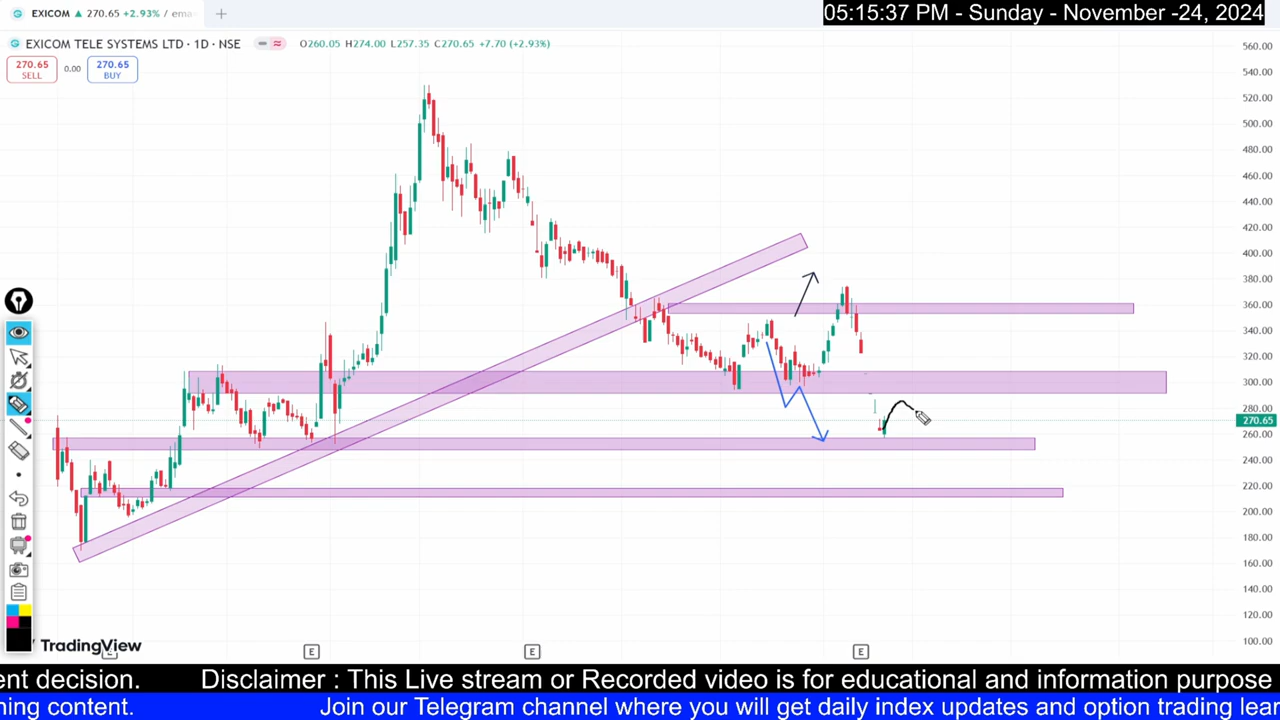 EXICOM ▲ 270.65 +2.93% / ema
05:15:37 PM - Sunday - November -24, 2024
EXICOM TELE SYSTEMS LTD · 1D · NSE
O260.05 H274.00 L257.35 C270.65 +7.70 (+2.93%)
270.65 SELL
0.00
270.65 BUY
560.00
540.00
520.00
500.00
480.00
460.00
440.00
420.00
400.00
380.00
360.00
340.00
320.00
300.00
280.00
270.65
260.00
240.00
220.00
200.00
180.00
160.00
140.00
120.00
100.00
TradingView
E
E
E
E
ent decision. Disclaimer : This Live stream or Recorded video is for educational and information purpose
ning content. Join our Telegram channel where you will get daily index updates and option trading lear